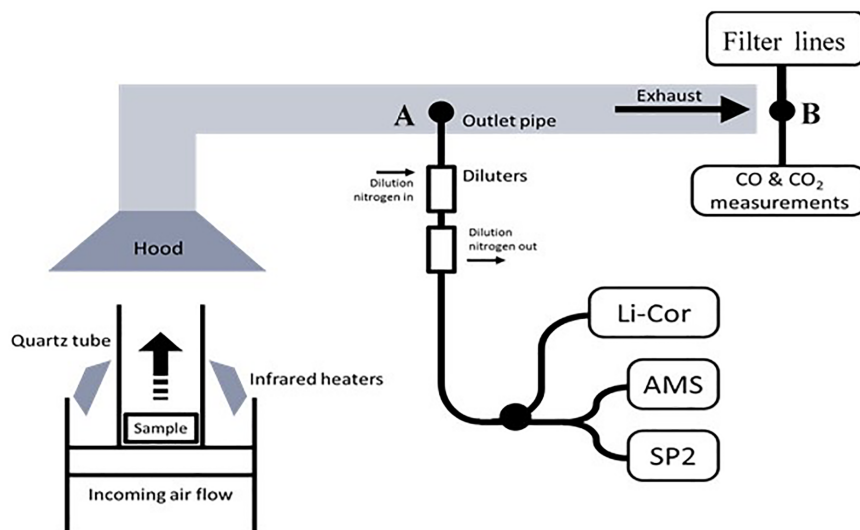 Filter lines
Exhaust
A
Outlet pipe
B
Dilution
nitrogen in
Diluters
CO & CO₂
measurements
Dilution
nitrogen out
Hood
Li-Cor
Quartz tube
Infrared heaters
AMS
Sample
SP2
Incoming air flow